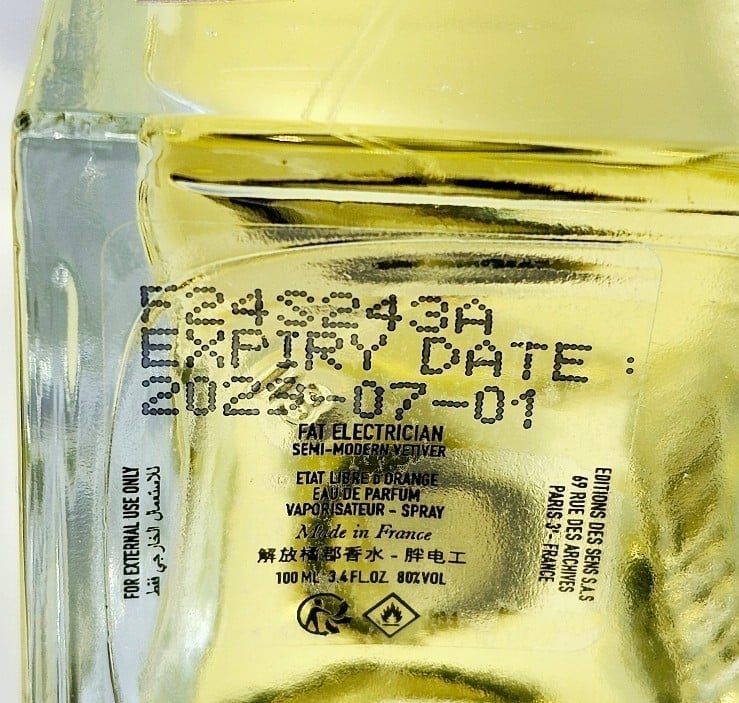 F24S243A
EXPIRY DATE :
FAT ELECTRICIAN
SEMI-MODERN VETIVER
ETAT LIBRE D'ORANGE
EAU DE PARFUM
VAPORISATEUR - SPRAY
Made in France
解放橘郡香水 - 胖电工
100 ML 3.4 FL.OZ. 80%VOL
FOR EXTERNAL USE ONLY
للاستعمال الخارجي فقط
EDITIONS DES SENS S.A.S
69 RUE DES ARCHIVES
PARIS 3ᵉ - FRANCE